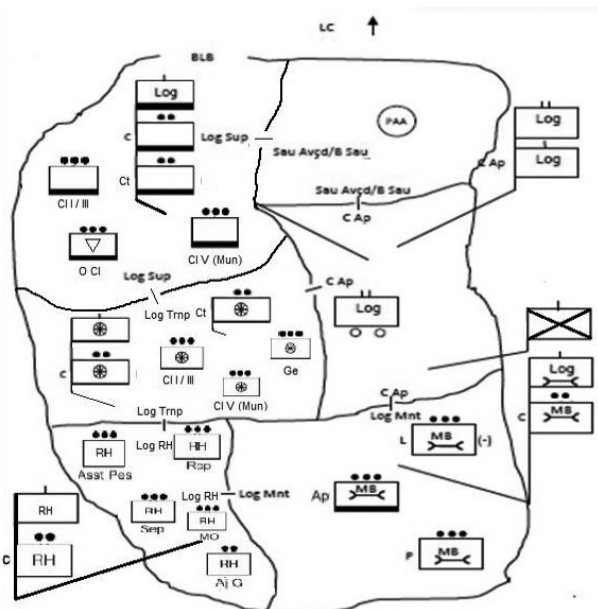 LC
BLB
Log
C
Log Sup
Ct
PAA
Sau Avçd/B Sau
Sau Avçd/B Sau
C Ap
C Ap
Log
Log
Cl I / III
Cl V (Mun)
O Cl
Log Sup
Log Trnp
Ct
C Ap
Log
C
Cl I / III
Ge
Cl V (Mun)
C Ap
Log Mnt
Log
MB
C
L
MB
(-)
Log Trnp
Log RH
RH
Asst Pes
RH
Rcp
Log RH
Log Mnt
RH
Sep
RH
MO
Ap
MB
P
MB
RH
RH
C
RH
Aj G